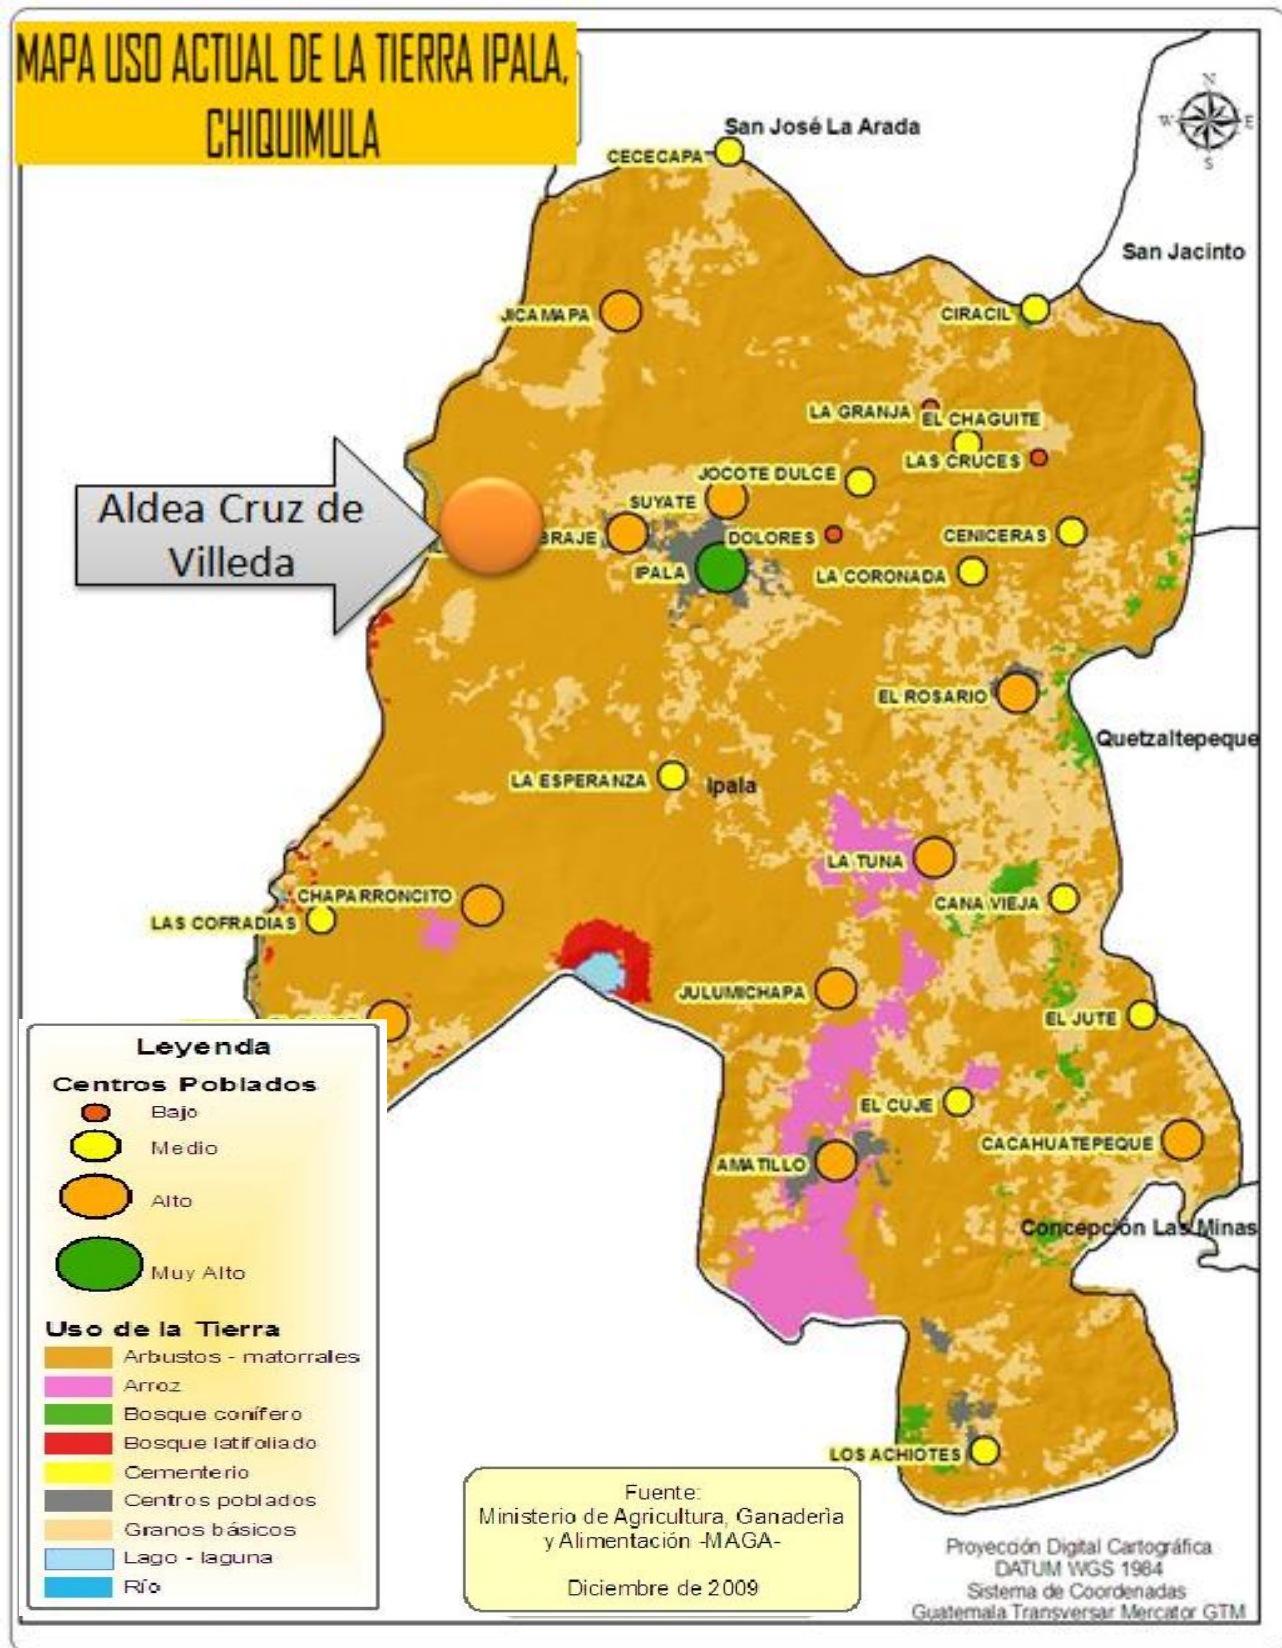 MAPA USO ACTUAL DE LA TIERRA IPALA,
CHIQUIMULA
N
W
E
S
San José La Arada
CECECAPA
San Jacinto
JICAMAPA
CIRACIL
LA GRANJA
EL CHAGUITE
LAS CRUCES
JOCOTE DULCE
SUYATE
Aldea Cruz de
Villeda
BRAJE
DOLORES
CENICERAS
IPALA
LA CORONADA
EL ROSARIO
Quetzaltepeque
LA ESPERANZA
Ipala
LA TUNA
CHAPARRONCITO
CANA VIEJA
LAS COFRADIAS
JULUMICHAPA
EL JUTE
EL CUJE
CACAHUATEPEQUE
AMATILLO
Concepción Las Minas
LOS ACHIOTES
Leyenda
Centros Poblados
Bajo
Medio
Alto
Muy Alto
Uso de la Tierra
Arbustos - matorrales
Arroz
Bosque conífero
Bosque latifoliado
Cementerio
Centros poblados
Granos básicos
Lago - laguna
Río
Fuente:
Ministerio de Agricultura, Ganaderìa
y Alimentación -MAGA-
Diciembre de 2009
Proyección Digital Cartográfica
DATUM WGS 1984
Sistema de Coordenadas
Guatemala Transversar Mercator GTM